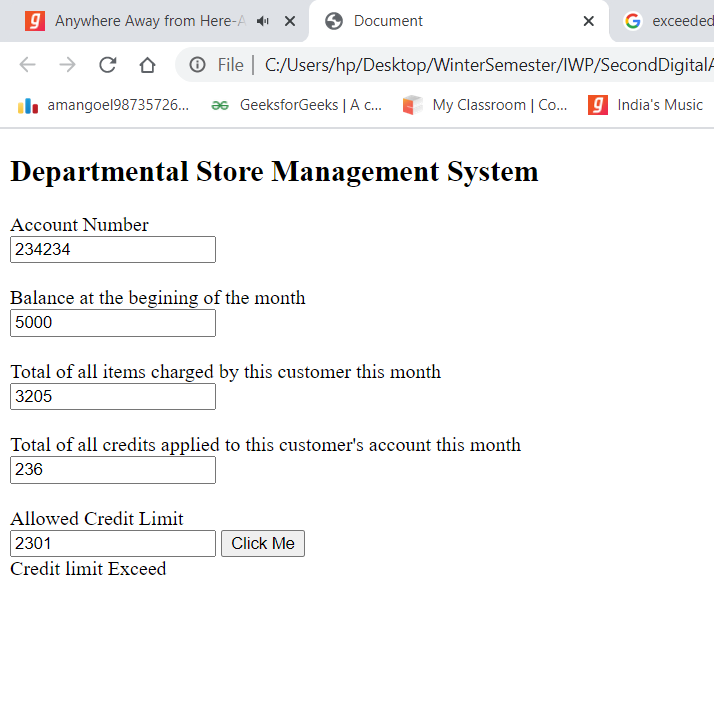 Anywhere Away from Here-A
Document
exceeded
File | C:/Users/hp/Desktop/WinterSemester/IWP/SecondDigitalA
amangoel98735726...
GeeksforGeeks | A c...
My Classroom | Co...
India's Music
Departmental Store Management System
Account Number
234234
Balance at the begining of the month
5000
Total of all items charged by this customer this month
3205
Total of all credits applied to this customer's account this month
236
Allowed Credit Limit
2301 Click Me
Credit limit Exceed